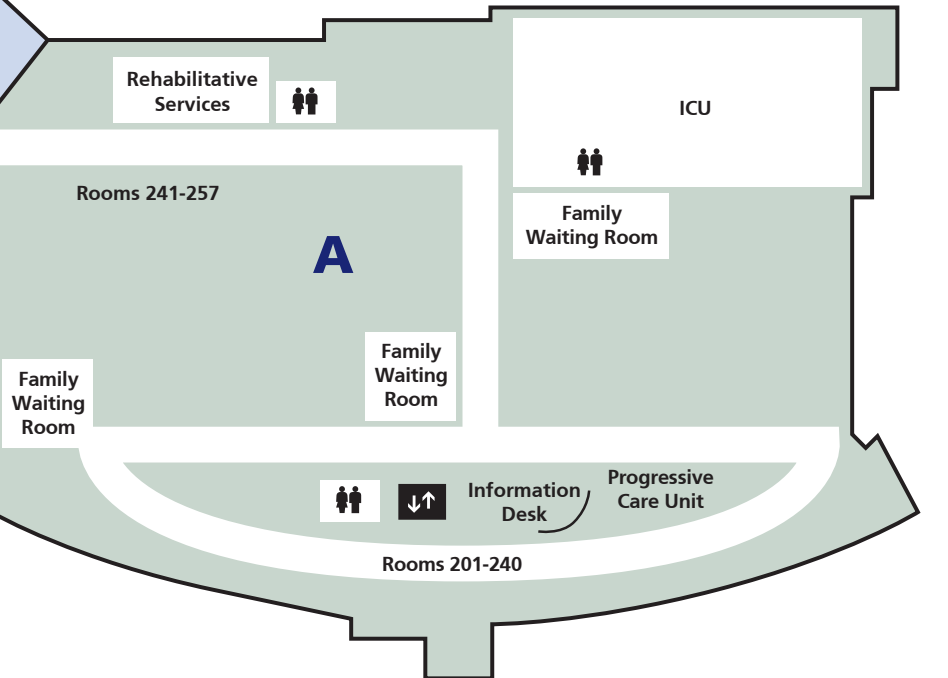 Rehabilitative
Services
ICU
Rooms 241-257
Family
Waiting Room
A
Family
Waiting
Room
Family
Waiting
Room
Information
Desk
Progressive
Care Unit
Rooms 201-240